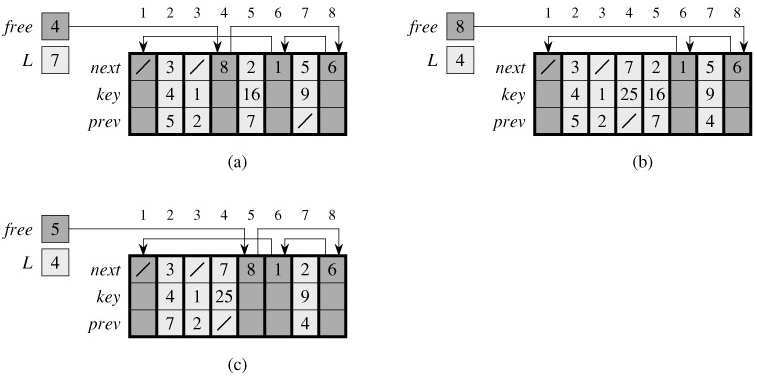 1 2 3 4 5 6 7 8
free 4
L 7
next / 3 / 8 2 1 5 6
key 4 1 16 9
prev 5 2 7 /
(a)
1 2 3 4 5 6 7 8
free 8
L 4
next / 3 / 7 2 1 5 6
key 4 1 25 16 9
prev 5 2 / 7 4
(b)
1 2 3 4 5 6 7 8
free 5
L 4
next / 3 / 7 8 1 2 6
key 4 1 25 9
prev 7 2 / 4
(c)